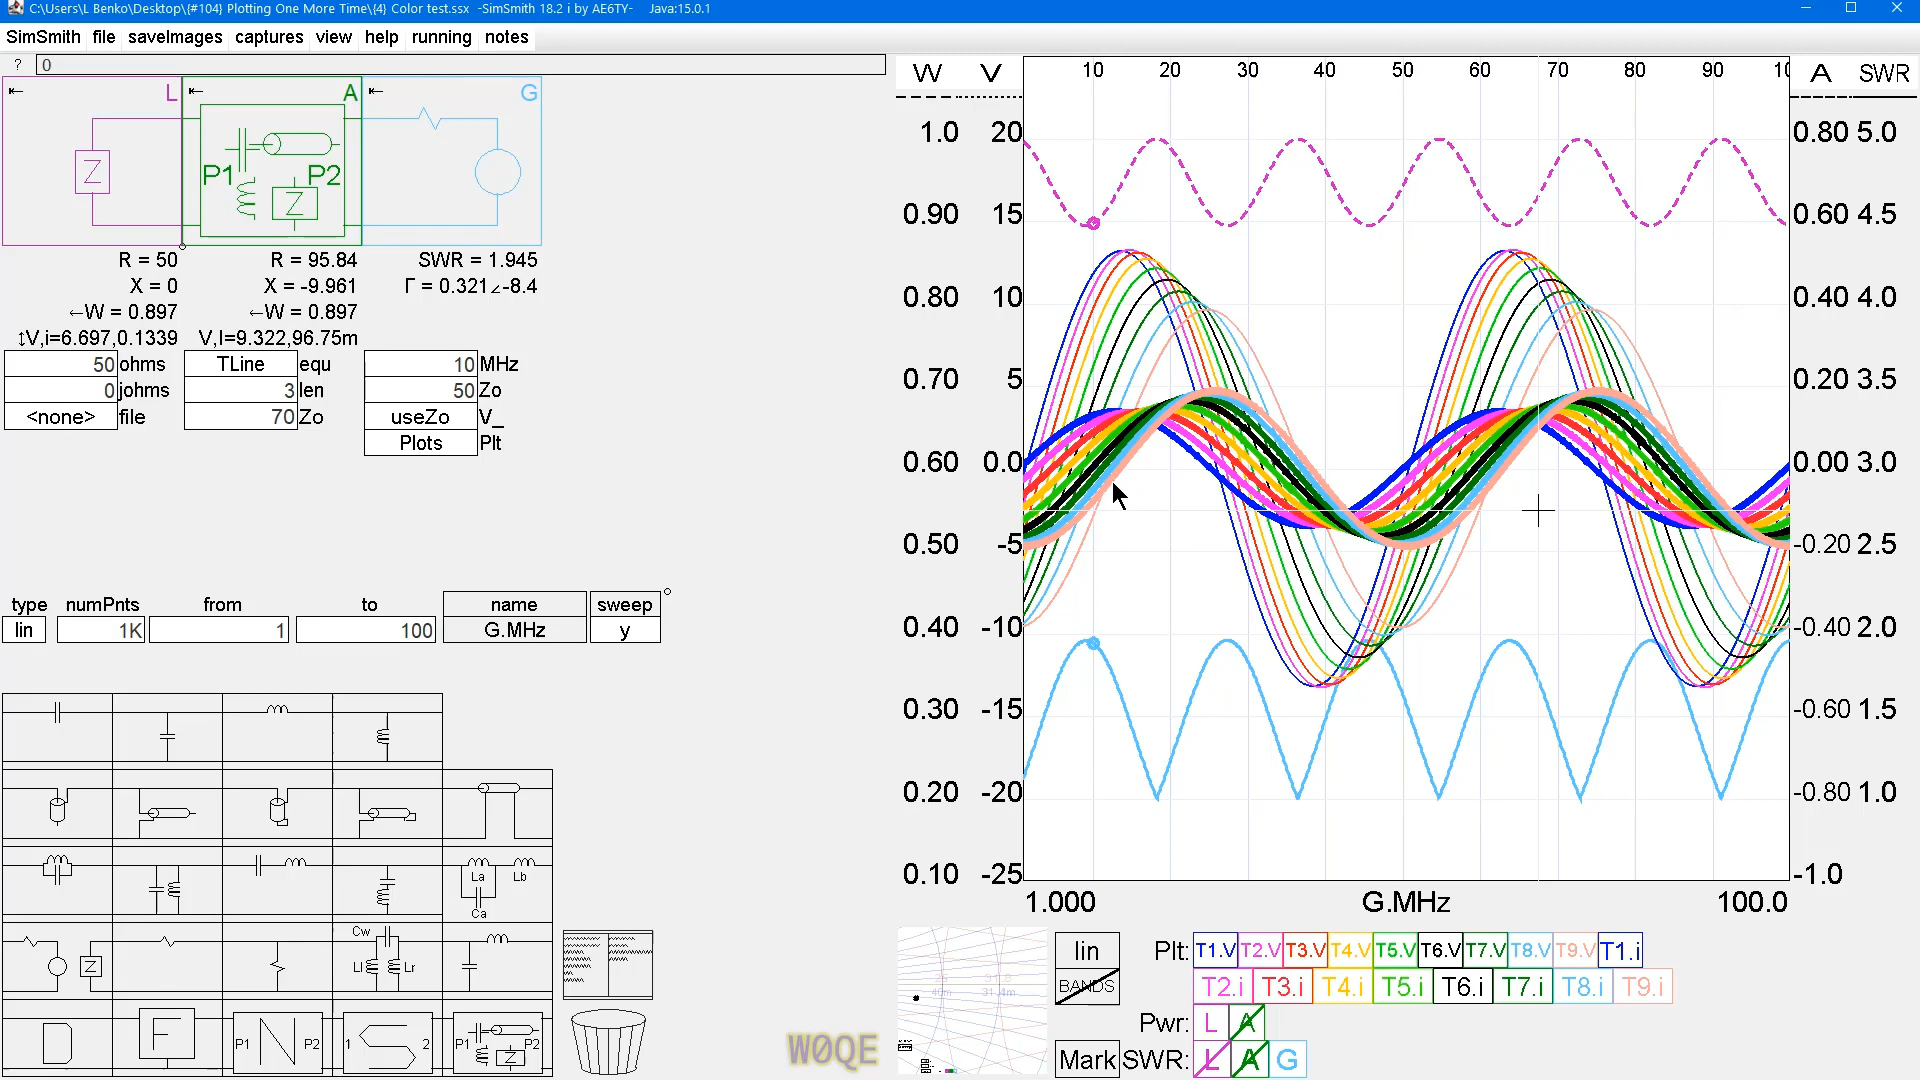 C:\Users\L Benko\Desktop\{#104} Plotting One More Time\{4} Color test.ssx -SimSmith 18.2 i by AE6TY- Java:15.0.1
SimSmith file saveImages captures view help running notes
? 0
L A G
Z P1 P2 Z
R = 50 R = 95.84 SWR = 1.945
X = 0 X = -9.961 Γ = 0.321∠-8.4
←W = 0.897 ←W = 0.897
↕V,i=6.697,0.1339 V,I=9.322,96.75m
50 ohms TLine equ 10 MHz
0 johms 3 len 50 Zo
<none> file 70 Zo useZo V_
Plots Plt
type numPnts from to name sweep
lin 1K 1 100 G.MHz y
La Lb
Ca
Cw
Z Ll Lr
D F P1 N P2 1 S 2 P1 P2 Z
W0QE
W V 10 20 30 40 50 60 70 80 90 10 A SWR
1.0 20 0.80 5.0
0.90 15 0.60 4.5
0.80 10 0.40 4.0
0.70 5 0.20 3.5
0.60 0.0 0.00 3.0
0.50 -5 -0.20 2.5
0.40 -10 -0.40 2.0
0.30 -15 -0.60 1.5
0.20 -20 -0.80 1.0
0.10 -25 -1.0
1.000 G.MHz 100.0
lin Plt: T1.V T2.V T3.V T4.V T5.V T6.V T7.V T8.V T9.V T1.i
BANDS T2.i T3.i T4.i T5.i T6.i T7.i T8.i T9.i
Pwr: L A
Mark SWR: L A G